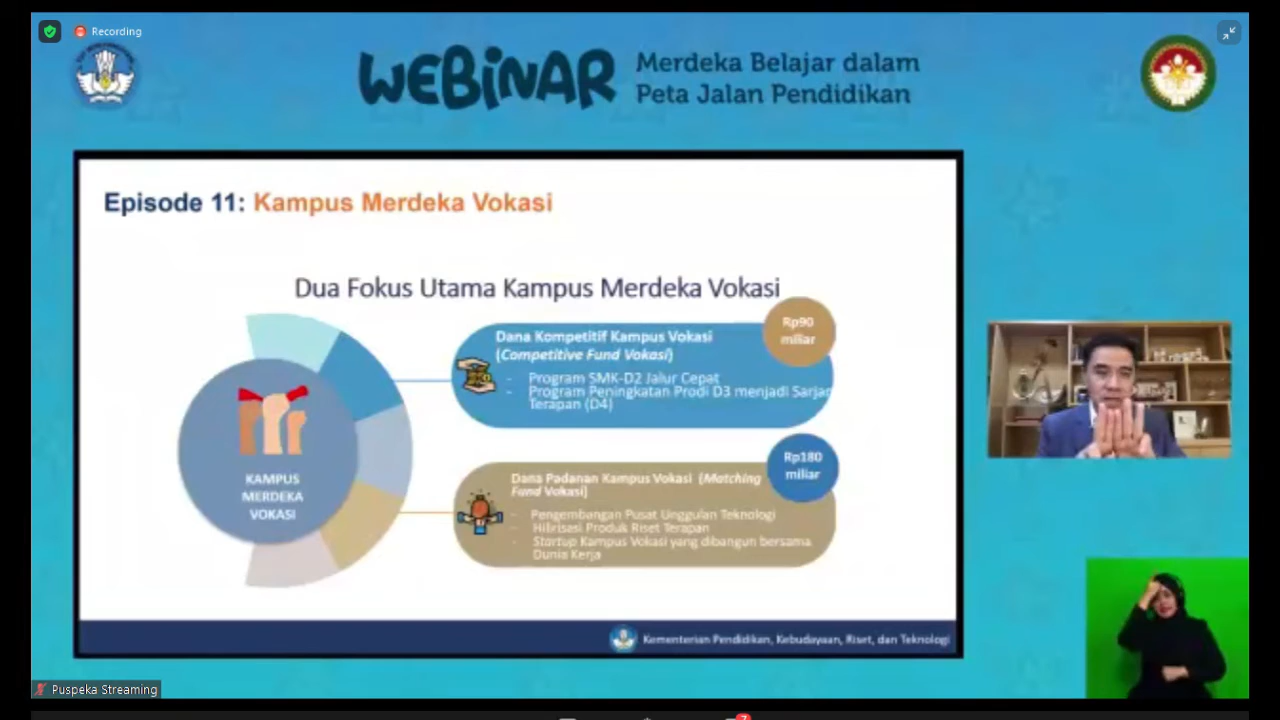 Recording
WEBINAR
Merdeka Belajar dalam
Peta Jalan Pendidikan
Episode 11: Kampus Merdeka Vokasi
Dua Fokus Utama Kampus Merdeka Vokasi
Rp90
miliar
Dana Kompetitif Kampus Vokasi
(Competitive Fund Vokasi)
- Program SMK-D2 Jalur Cepat
- Program Peningkatan Prodi D3 menjadi Sarjan
Terapan (D4)
KAMPUS
MERDEKA
VOKASI
Rp180
miliar
Dana Padanan Kampus Vokasi (Matching
Fund Vokasi)
- Pengembangan Pusat Unggulan Teknologi
- Hilirisasi Produk Riset Terapan
- Startup Kampus Vokasi yang dibangun bersama
Dunia Kerja
Kementerian Pendidikan, Kebudayaan, Riset, dan Teknologi
Puspeka Streaming
7